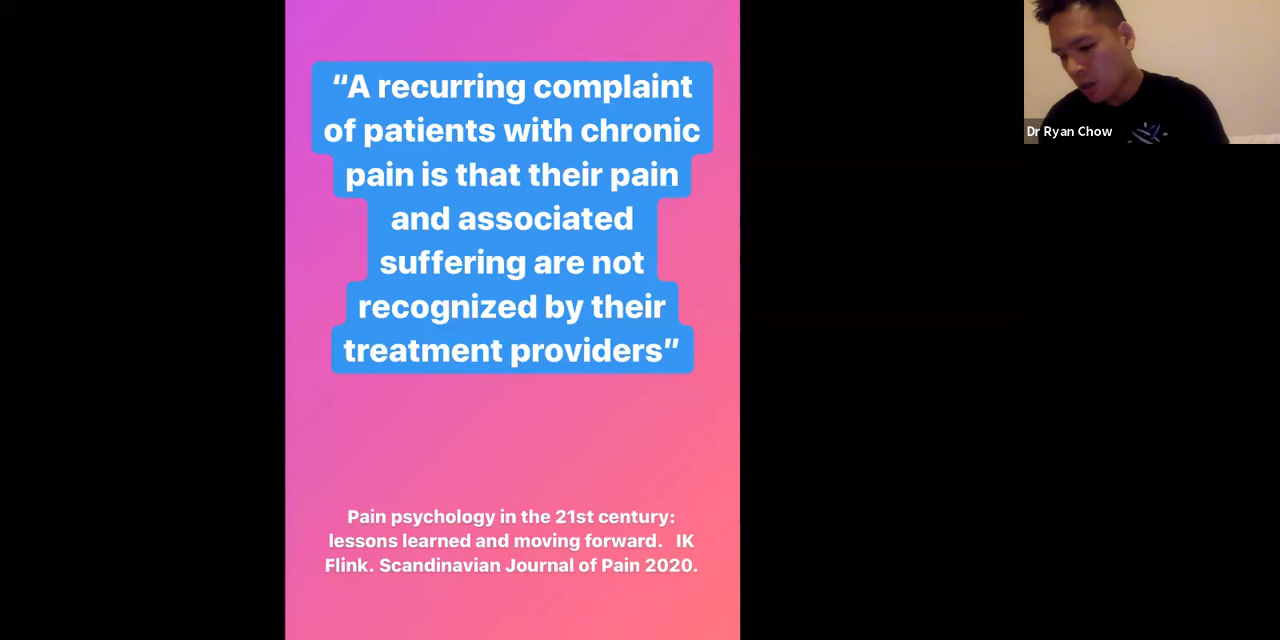 “A recurring complaint
of patients with chronic
pain is that their pain
and associated
suffering are not
recognized by their
treatment providers”
Pain psychology in the 21st century:
lessons learned and moving forward. IK
Flink. Scandinavian Journal of Pain 2020.
Dr Ryan Chow